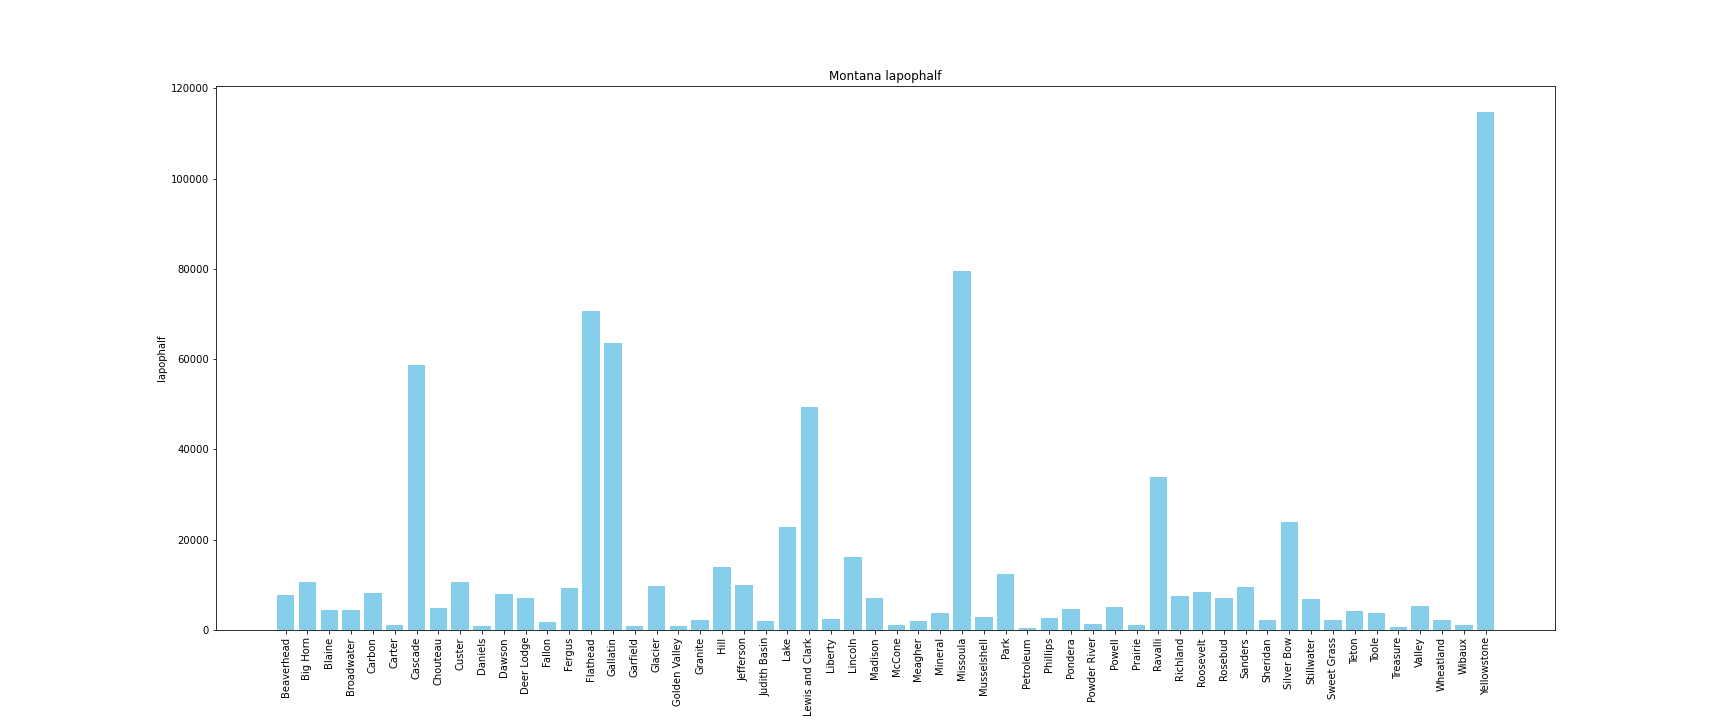 Montana lapophalf
120000
100000
80000
60000
40000
20000
0
lapophalf
Beaverhead
Big Horn
Blaine
Broadwater
Carbon
Carter
Cascade
Chouteau
Custer
Daniels
Dawson
Deer Lodge
Fallon
Fergus
Flathead
Gallatin
Garfield
Glacier
Golden Valley
Granite
Hill
Jefferson
Judith Basin
Lake
Lewis and Clark
Liberty
Lincoln
Madison
McCone
Meagher
Mineral
Missoula
Musselshell
Park
Petroleum
Phillips
Pondera
Powder River
Powell
Prairie
Ravalli
Richland
Roosevelt
Rosebud
Sanders
Sheridan
Silver Bow
Stillwater
Sweet Grass
Teton
Toole
Treasure
Valley
Wheatland
Wibaux
Yellowstone